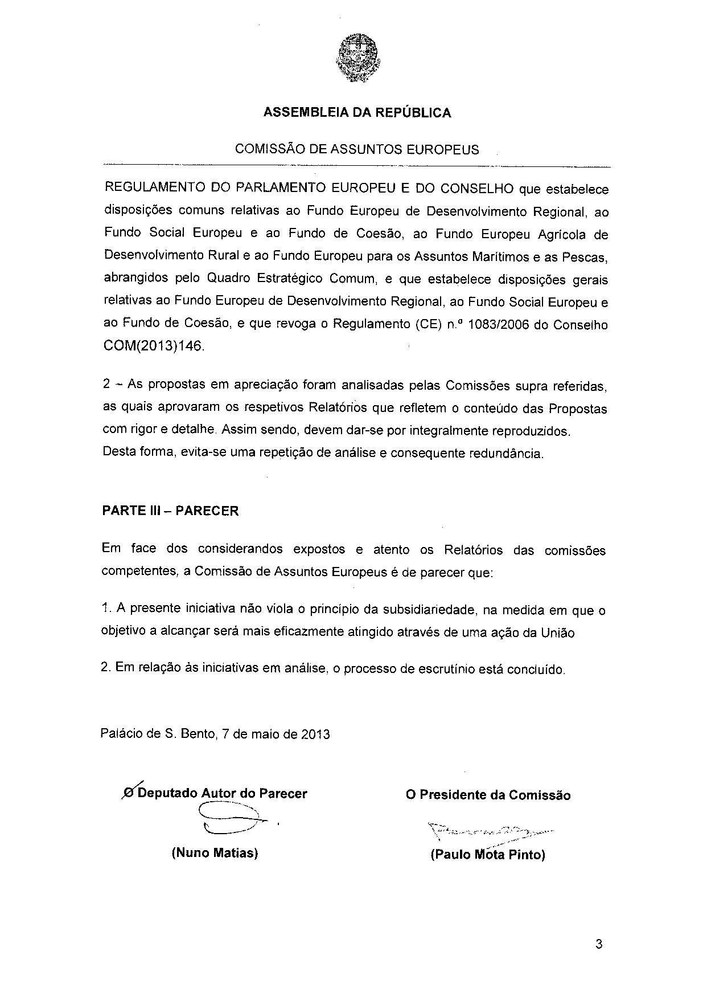 ASSEMBLEIA DA REPÚBLICA
COMISSÃO DE ASSUNTOS EUROPEUS
REGULAMENTO DO PARLAMENTO EUROPEU E DO CONSELHO que estabelece
disposições comuns relativas ao Fundo Europeu de Desenvolvimento Regional, ao
Fundo Social Europeu e ao Fundo de Coesão, ao Fundo Europeu Agrícola de
Desenvolvimento Rural e ao Fundo Europeu para os Assuntos Marítimos e as Pescas,
abrangidos pelo Quadro Estratégico Comum, e que estabelece disposições gerais
relativas ao Fundo Europeu de Desenvolvimento Regional, ao Fundo Social Europeu e
ao Fundo de Coesão, e que revoga o Regulamento (CE) n.º 1083/2006 do Conselho
COM(2013)146.
2 – As propostas em apreciação foram analisadas pelas Comissões supra referidas,
as quais aprovaram os respetivos Relatórios que refletem o conteúdo das Propostas
com rigor e detalhe. Assim sendo, devem dar-se por integralmente reproduzidos.
Desta forma, evita-se uma repetição de análise e consequente redundância.
PARTE III – PARECER
Em face dos considerandos expostos e atento os Relatórios das comissões
competentes, a Comissão de Assuntos Europeus é de parecer que:
1. A presente iniciativa não viola o princípio da subsidiariedade, na medida em que o
objetivo a alcançar será mais eficazmente atingido através de uma ação da União
2. Em relação às iniciativas em análise, o processo de escrutínio está concluído.
Palácio de S. Bento, 7 de maio de 2013
O Deputado Autor do Parecer O Presidente da Comissão
(Nuno Matias) (Paulo Mota Pinto)
3